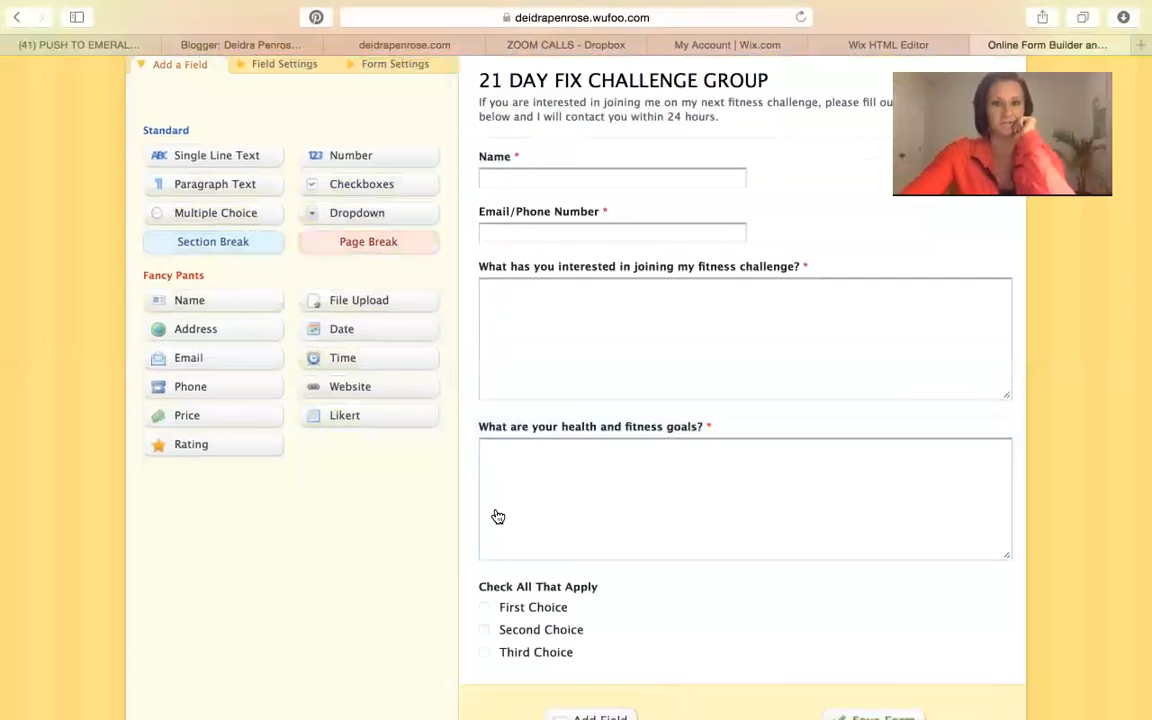 deidrapenrose.wufoo.com
(41) PUSH TO EMERAL...
Blogger: Deidra Penros...
deidrapenrose.com
ZOOM CALLS - Dropbox
My Account | Wix.com
Wix HTML Editor
Online Form Builder an...
Add a Field
Field Settings
Form Settings
21 DAY FIX CHALLENGE GROUP
If you are interested in joining me on my next fitness challenge, please fill ou
below and I will contact you within 24 hours.
Standard
ABC Single Line Text
123 Number
Paragraph Text
Checkboxes
Multiple Choice
Dropdown
Section Break
Page Break
Fancy Pants
Name
File Upload
Address
Date
Email
Time
Phone
Website
Price
Likert
Rating
Name *
Email/Phone Number *
What has you interested in joining my fitness challenge? *
What are your health and fitness goals? *
Check All That Apply
First Choice
Second Choice
Third Choice
Add Field
Save Form